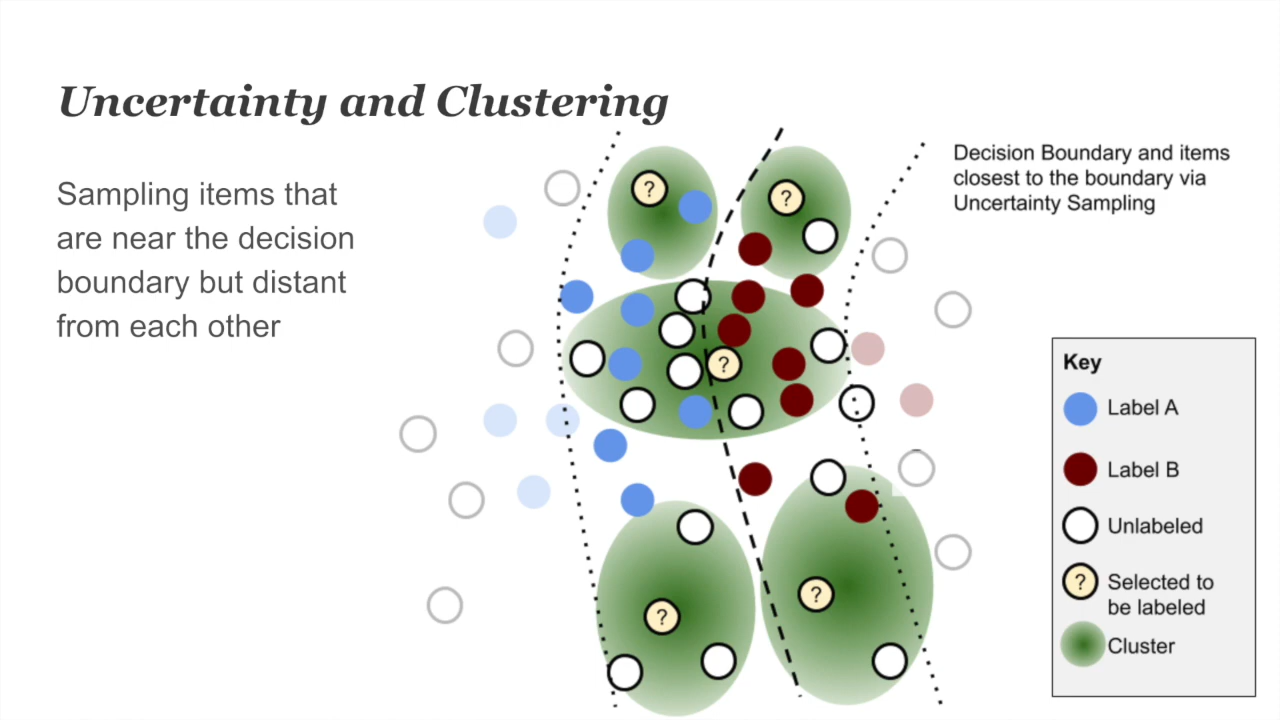 Uncertainty and Clustering
Sampling items that
are near the decision
boundary but distant
from each other
Decision Boundary and items
closest to the boundary via
Uncertainty Sampling
?
?
?
?
?
Key
Label A
Label B
Unlabeled
? Selected to
be labeled
Cluster